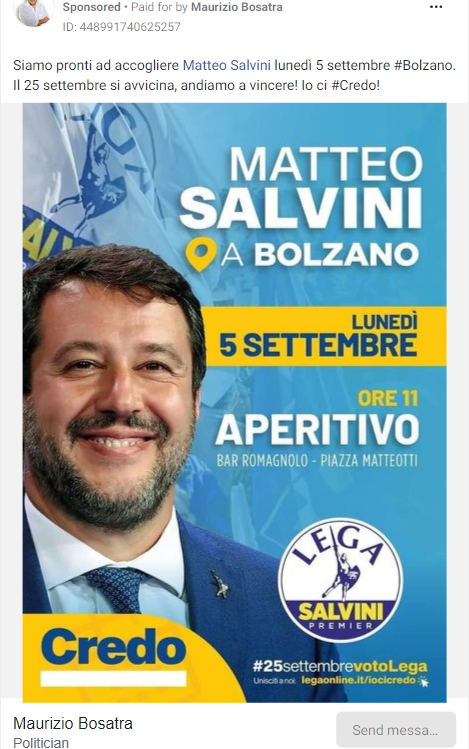 Sponsored • Paid for by Maurizio Bosatra
ID: 448991740625257
Siamo pronti ad accogliere Matteo Salvini lunedì 5 settembre #Bolzano.
Il 25 settembre si avvicina, andiamo a vincere! Io ci #Credo!
MATTEO
SALVINI
A BOLZANO
LUNEDÌ
5 SETTEMBRE
ORE 11
APERITIVO
BAR ROMAGNOLO - PIAZZA MATTEOTTI
LEGA
SALVINI
PREMIER
Credo
#25settembrevotoLega
Unisciti a noi: legaonline.it/iocicredo
Maurizio Bosatra
Politician
Send messa...